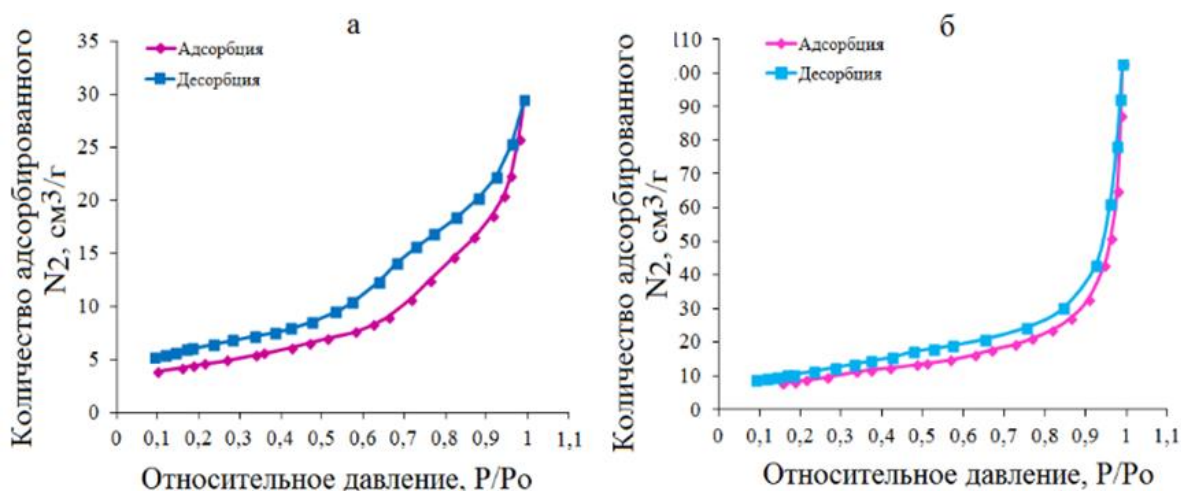 а
Количество адсорбированного
N2, см3/г
35
30
25
20
15
10
5
0
Адсорбция
Десорбция
0 0,1 0,2 0,3 0,4 0,5 0,6 0,7 0,8 0,9 1 1,1
Относительное давление, P/Po
б
Количество адсорбированного
N2, см3/г
110
.00
90
80
70
60
50
40
30
20
10
0
Адсорбция
Десорбция
0 0,1 0,2 0,3 0,4 0,5 0,6 0,7 0,8 0,9 1 1,1
Относительное давление, P/Po